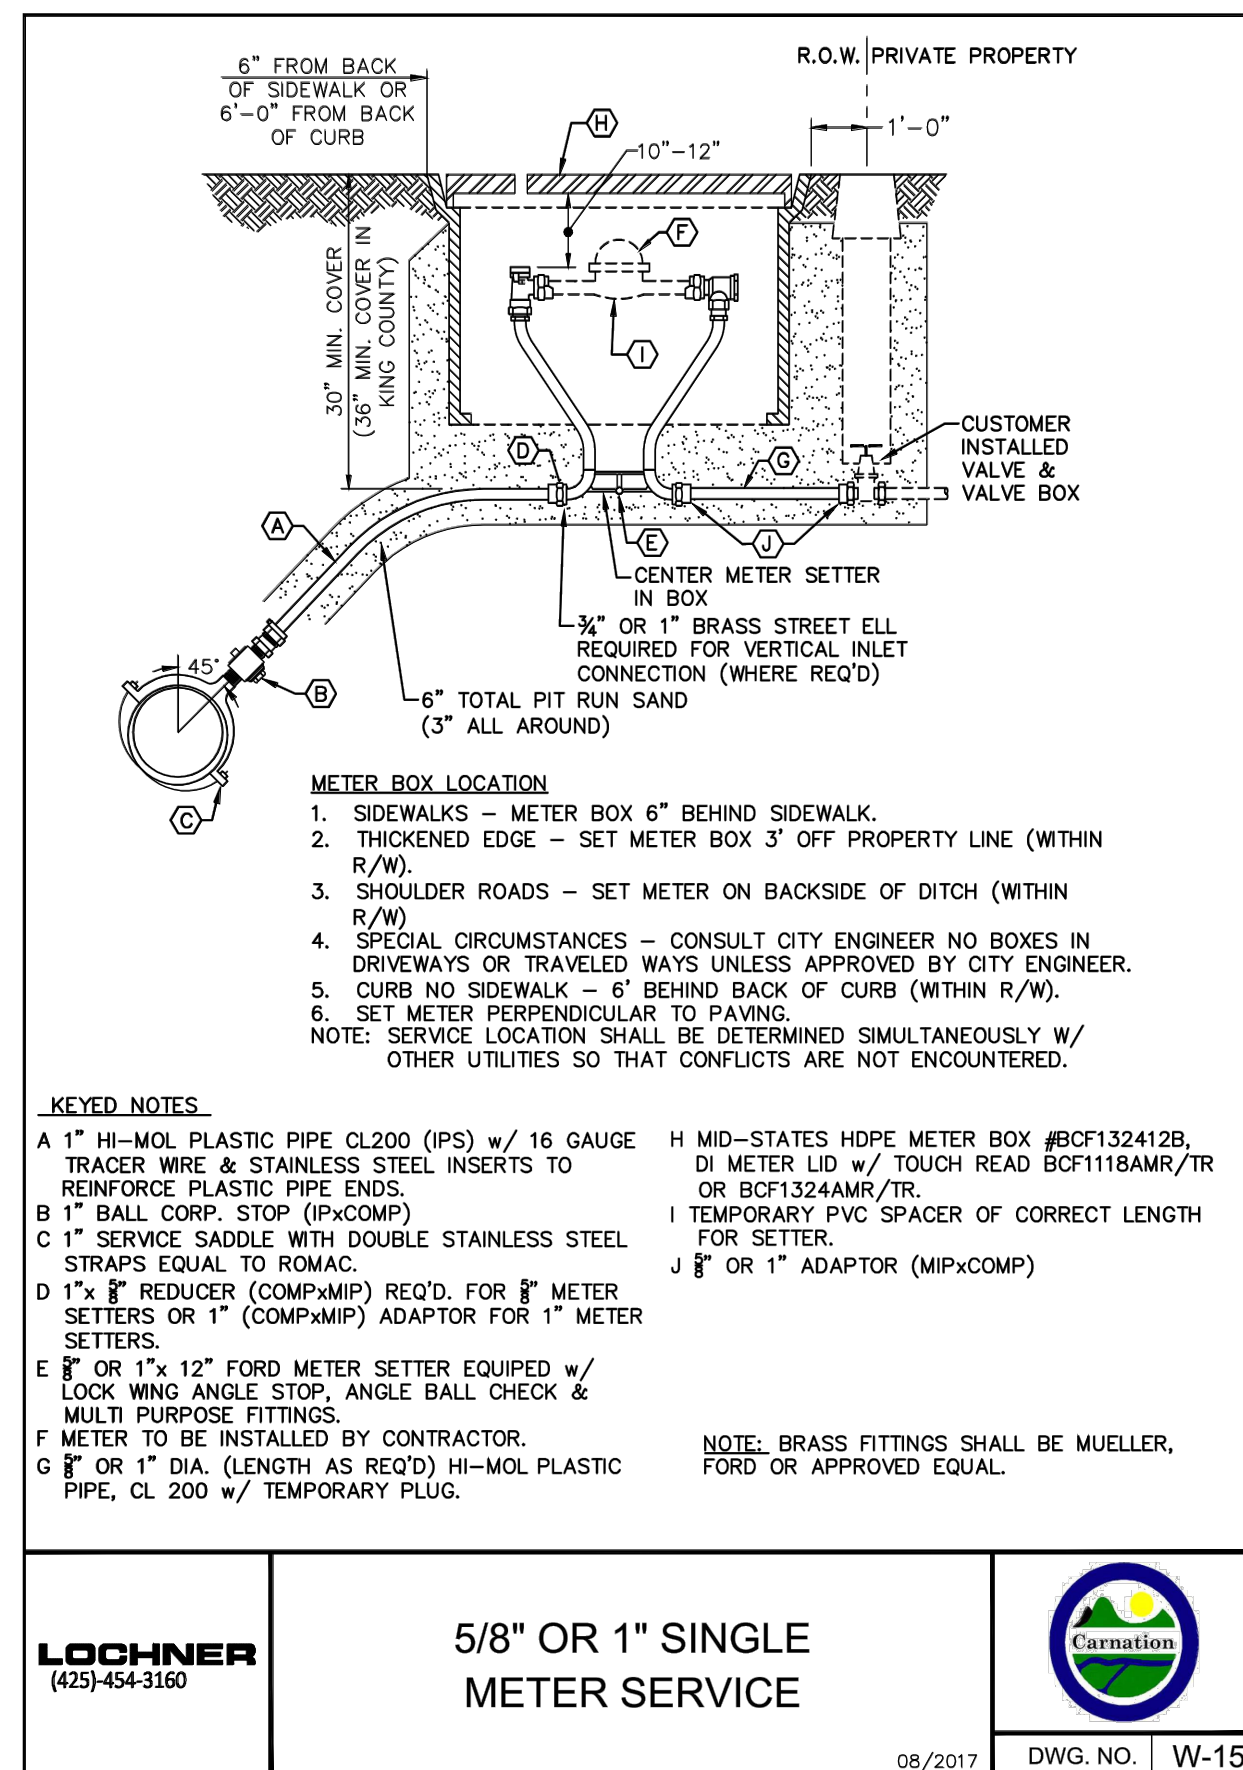 R.O.W. PRIVATE PROPERTY
6" FROM BACK
OF SIDEWALK OR
6'-0" FROM BACK
OF CURB
H
10"-12"
1'-0"
F
30" MIN. COVER
(36" MIN. COVER IN
KING COUNTY)
I
D
G
CUSTOMER
INSTALLED
VALVE &
VALVE BOX
A
E
J
CENTER METER SETTER
IN BOX
¾" OR 1" BRASS STREET ELL
REQUIRED FOR VERTICAL INLET
CONNECTION (WHERE REQ'D)
45°
B
6" TOTAL PIT RUN SAND
(3" ALL AROUND)
C
METER BOX LOCATION
1. SIDEWALKS – METER BOX 6" BEHIND SIDEWALK.
2. THICKENED EDGE – SET METER BOX 3' OFF PROPERTY LINE (WITHIN
R/W).
3. SHOULDER ROADS – SET METER ON BACKSIDE OF DITCH (WITHIN
R/W)
4. SPECIAL CIRCUMSTANCES – CONSULT CITY ENGINEER NO BOXES IN
DRIVEWAYS OR TRAVELED WAYS UNLESS APPROVED BY CITY ENGINEER.
5. CURB NO SIDEWALK – 6' BEHIND BACK OF CURB (WITHIN R/W).
6. SET METER PERPENDICULAR TO PAVING.
NOTE: SERVICE LOCATION SHALL BE DETERMINED SIMULTANEOUSLY W/
OTHER UTILITIES SO THAT CONFLICTS ARE NOT ENCOUNTERED.
KEYED NOTES
A 1" HI-MOL PLASTIC PIPE CL200 (IPS) w/ 16 GAUGE
TRACER WIRE & STAINLESS STEEL INSERTS TO
REINFORCE PLASTIC PIPE ENDS.
B 1" BALL CORP. STOP (IPxCOMP)
C 1" SERVICE SADDLE WITH DOUBLE STAINLESS STEEL
STRAPS EQUAL TO ROMAC.
D 1"x ⅝" REDUCER (COMPxMIP) REQ'D. FOR ⅝" METER
SETTERS OR 1" (COMPxMIP) ADAPTOR FOR 1" METER
SETTERS.
E ⅝" OR 1"x 12" FORD METER SETTER EQUIPED w/
LOCK WING ANGLE STOP, ANGLE BALL CHECK &
MULTI PURPOSE FITTINGS.
F METER TO BE INSTALLED BY CONTRACTOR.
G ⅝" OR 1" DIA. (LENGTH AS REQ'D) HI-MOL PLASTIC
PIPE, CL 200 w/ TEMPORARY PLUG.
H MID-STATES HDPE METER BOX #BCF132412B,
DI METER LID w/ TOUCH READ BCF1118AMR/TR
OR BCF1324AMR/TR.
I TEMPORARY PVC SPACER OF CORRECT LENGTH
FOR SETTER.
J ⅝" OR 1" ADAPTOR (MIPxCOMP)
NOTE: BRASS FITTINGS SHALL BE MUELLER,
FORD OR APPROVED EQUAL.
LOCHNER
(425)-454-3160
5/8" OR 1" SINGLE
METER SERVICE
08/2017
Carnation
DWG. NO. W-15